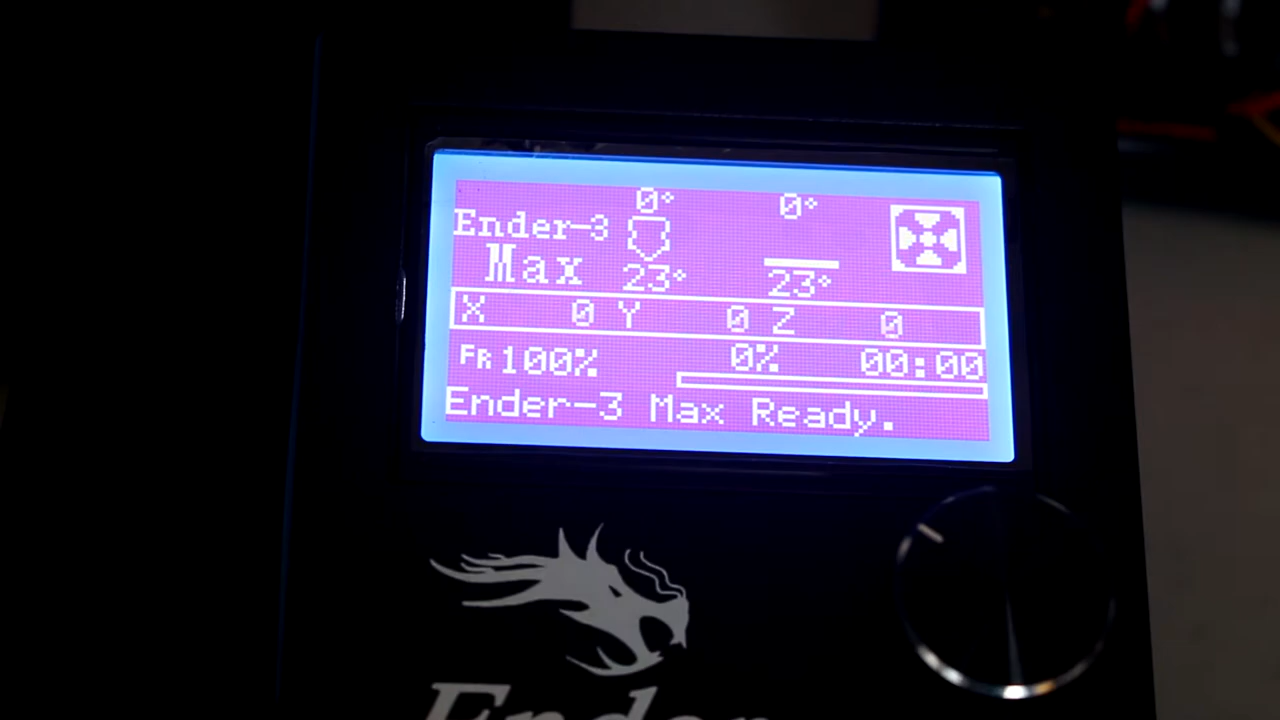 0° 0°
Ender-3
Max 23° 23°
X 0 Y 0 Z 0
FR 100% 0% 00:00
Ender-3 Max Ready.
Ender